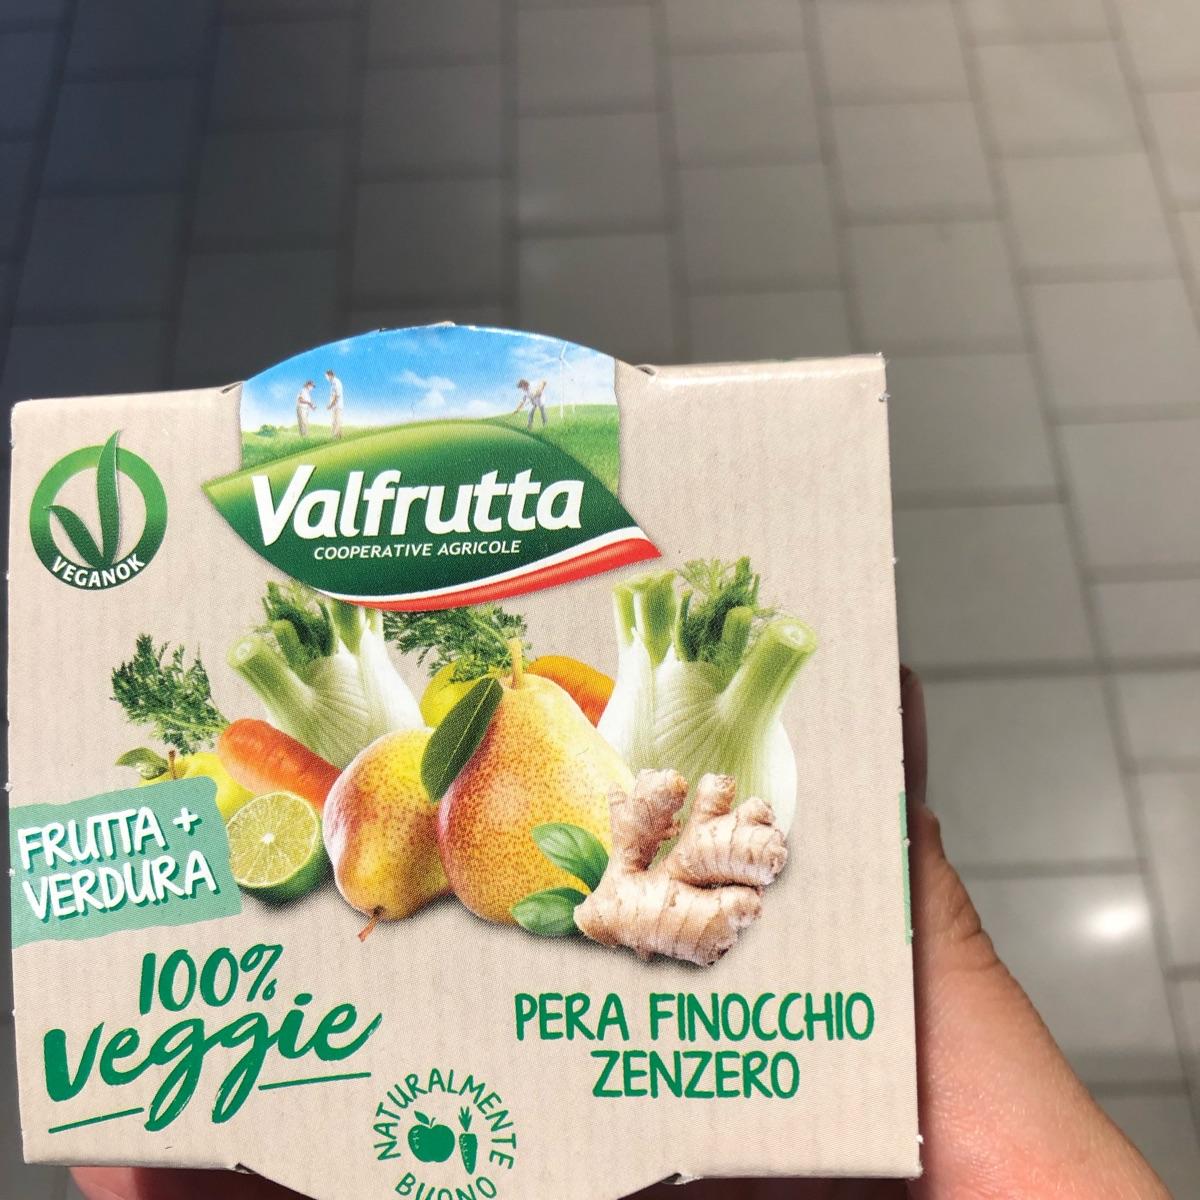 Valfrutta
COOPERATIVE AGRICOLE
VEGANOK
FRUTTA +
VERDURA
100%
veggie
PERA FINOCCHIO
ZENZERO
NATURALMENTE
BUONO